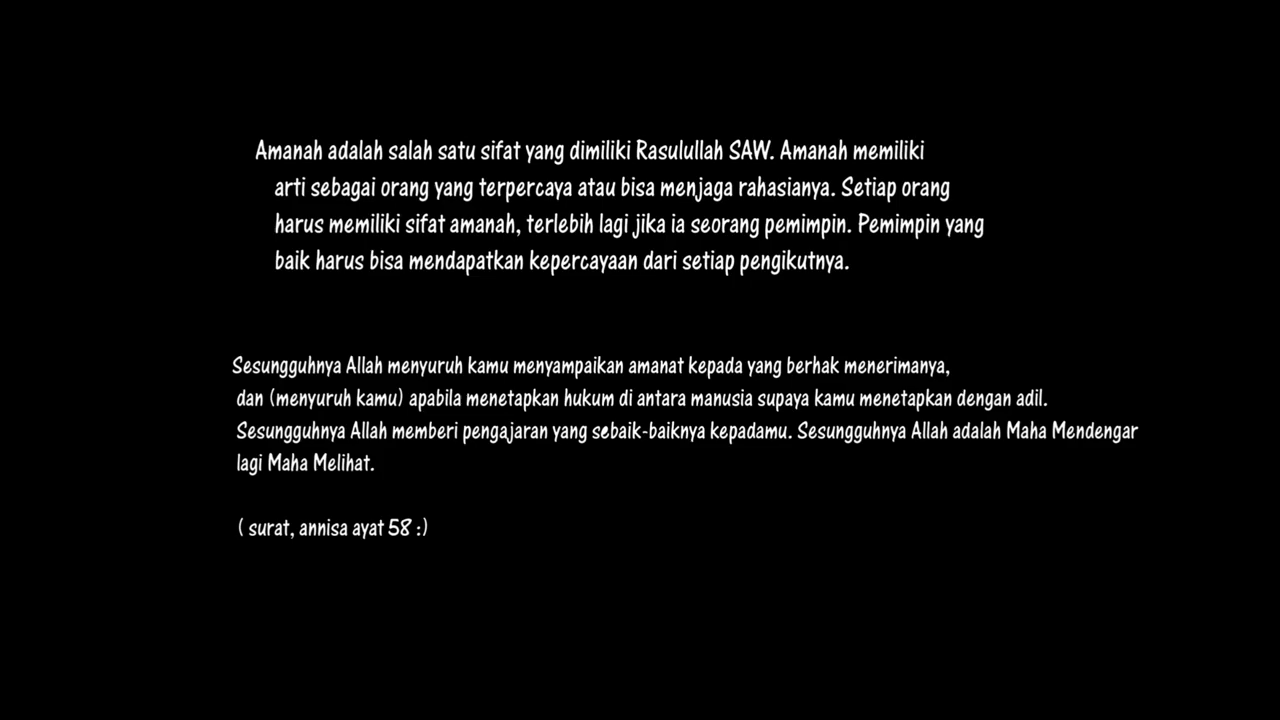 Amanah adalah salah satu sifat yang dimiliki Rasulullah SAW. Amanah memiliki
arti sebagai orang yang terpercaya atau bisa menjaga rahasianya. Setiap orang
harus memiliki sifat amanah, terlebih lagi jika ia seorang pemimpin. Pemimpin yang
baik harus bisa mendapatkan kepercayaan dari setiap pengikutnya.
Sesungguhnya Allah menyuruh kamu menyampaikan amanat kepada yang berhak menerimanya,
dan (menyuruh kamu) apabila menetapkan hukum di antara manusia supaya kamu menetapkan dengan adil.
Sesungguhnya Allah memberi pengajaran yang sebaik-baiknya kepadamu. Sesungguhnya Allah adalah Maha Mendengar
lagi Maha Melihat.
( surat, annisa ayat 58 :)